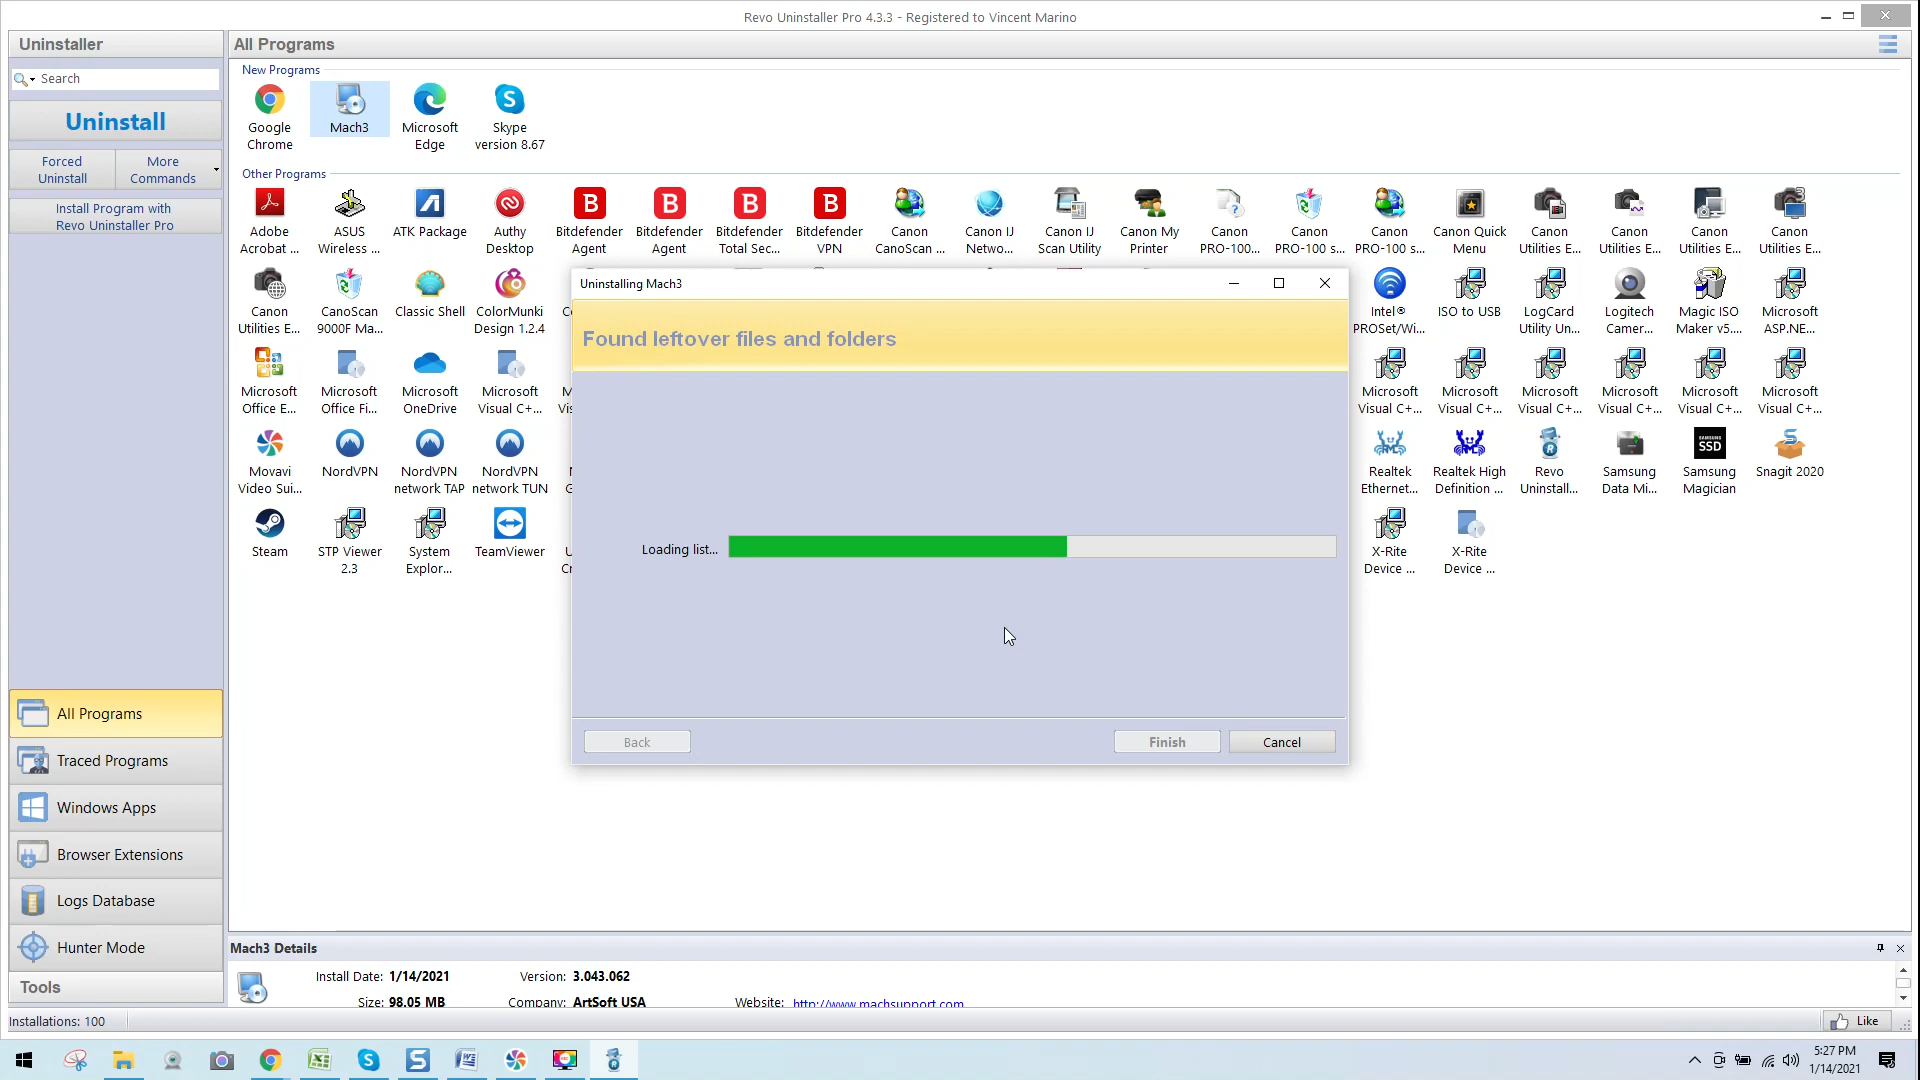 Revo Uninstaller Pro 4.3.3 - Registered to Vincent Marino
Uninstaller
All Programs
Search
Uninstall
Forced
Uninstall
More
Commands
Install Program with
Revo Uninstaller Pro
New Programs
Google
Chrome
Mach3
Microsoft
Edge
Skype
version 8.67
Other Programs
Adobe
Acrobat ...
ASUS
Wireless ...
ATK Package
Authy
Desktop
Bitdefender
Agent
Bitdefender
Agent
Bitdefender
Total Sec...
Bitdefender
VPN
Canon
CanoScan ...
Canon IJ
Netwo...
Canon IJ
Scan Utility
Canon My
Printer
Canon
PRO-100...
Canon
PRO-100 s...
Canon
PRO-100 s...
Canon Quick
Menu
Canon
Utilities E...
Canon
Utilities E...
Canon
Utilities E...
Canon
Utilities E...
Canon
Utilities E...
CanoScan
9000F Ma...
Classic Shell
ColorMunki
Design 1.2.4
Intel®
PROSet/Wi...
ISO to USB
LogCard
Utility Un...
Logitech
Camer...
Magic ISO
Maker v5....
Microsoft
ASP.NE...
Microsoft
Office E...
Microsoft
Office Fi...
Microsoft
OneDrive
Microsoft
Visual C+...
Microsoft
Visual C+...
Microsoft
Visual C+...
Microsoft
Visual C+...
Microsoft
Visual C+...
Microsoft
Visual C+...
Microsoft
Visual C+...
Movavi
Video Sui...
NordVPN
NordVPN
network TAP
NordVPN
network TUN
Realtek
Ethernet...
Realtek High
Definition ...
Revo
Uninstall...
Samsung
Data Mi...
SAMSUNG
SSD
Samsung
Magician
Snagit 2020
Steam
STP Viewer
2.3
System
Explor...
TeamViewer
X-Rite
Device ...
X-Rite
Device ...
Uninstalling Mach3
Found leftover files and folders
Loading list...
Back
Finish
Cancel
All Programs
Traced Programs
Windows Apps
Browser Extensions
Logs Database
Hunter Mode
Tools
Mach3 Details
Install Date: 1/14/2021
Version: 3.043.062
Size: 98.05 MB
Company: ArtSoft USA
Website: http://www.machsupport.com
Installations: 100
Like
5:27 PM
1/14/2021